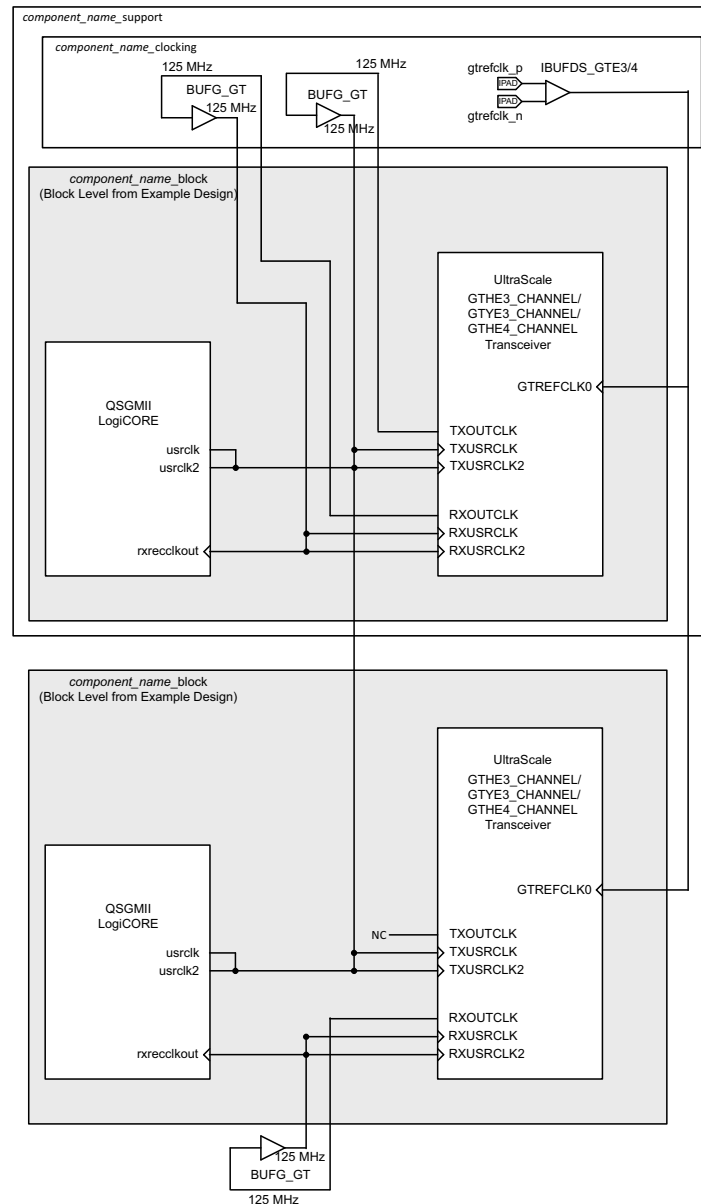 component_name_support
component_name_clocking
125 MHz
BUFG_GT
125 MHz
125 MHz
BUFG_GT
125 MHz
gtrefclk_p
IPAD
IPAD
gtrefclk_n
IBUFDS_GTE3/4
component_name_block
(Block Level from Example Design)
UltraScale
GTHE3_CHANNEL/
GTYE3_CHANNEL/
GTHE4_CHANNEL
Transceiver
GTREFCLK0
QSGMII
LogiCORE
usrclk
usrclk2
rxrecclkout
TXOUTCLK
TXUSRCLK
TXUSRCLK2
RXOUTCLK
RXUSRCLK
RXUSRCLK2
component_name_block
(Block Level from Example Design)
UltraScale
GTHE3_CHANNEL/
GTYE3_CHANNEL/
GTHE4_CHANNEL
Transceiver
GTREFCLK0
QSGMII
LogiCORE
usrclk
usrclk2
rxrecclkout
NC
TXOUTCLK
TXUSRCLK
TXUSRCLK2
RXOUTCLK
RXUSRCLK
RXUSRCLK2
125 MHz
BUFG_GT
125 MHz